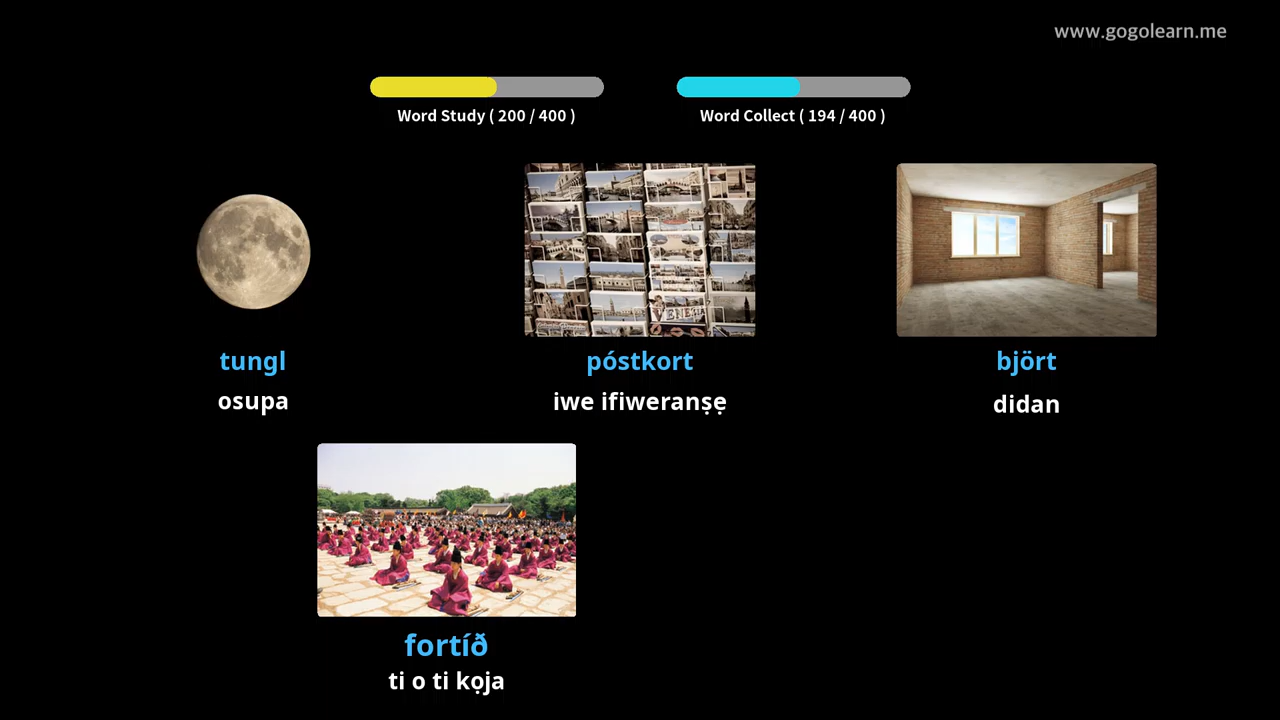 www.gogolearn.me
Word Study ( 200 / 400 )
Word Collect ( 194 / 400 )
VENEZ
tungl
póstkort
björt
osupa
iwe ifiweranṣẹ
didan
fortíð
ti o ti kọja